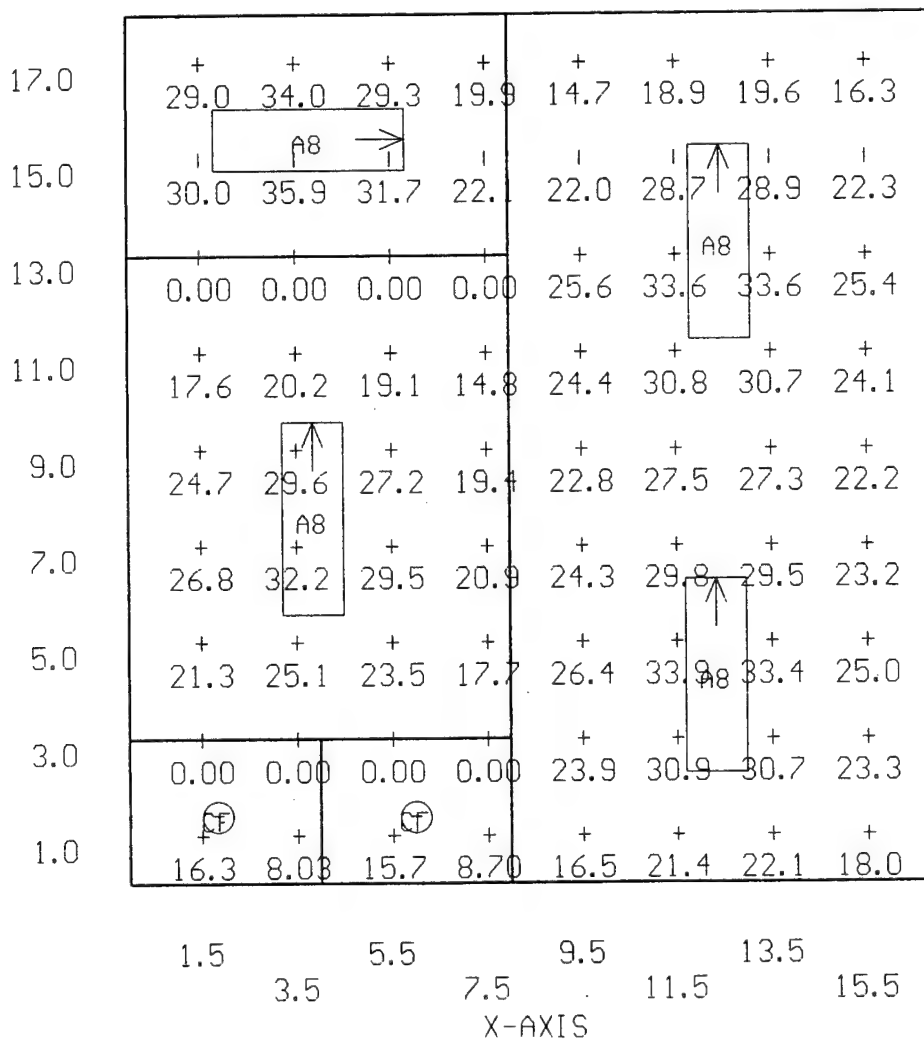 17.0 29.0 34.0 29.3 19.9 14.7 18.9 19.6 16.3
A8
15.0 30.0 35.9 31.7 22.1 22.0 28.7 28.9 22.3
A8
13.0 0.00 0.00 0.00 0.00 25.6 33.6 33.6 25.4
11.0 17.6 20.2 19.1 14.8 24.4 30.8 30.7 24.1
9.0 24.7 29.6 27.2 19.4 22.8 27.5 27.3 22.2
A8
7.0 26.8 32.2 29.5 20.9 24.3 29.8 29.5 23.2
5.0 21.3 25.1 23.5 17.7 26.4 33.9 A8 33.4 25.0
3.0 0.00 0.00 0.00 0.00 23.9 30.9 30.7 23.3
CF CF
1.0 16.3 8.03 15.7 8.70 16.5 21.4 22.1 18.0
1.5 5.5 9.5 13.5
3.5 7.5 11.5 15.5
X-AXIS